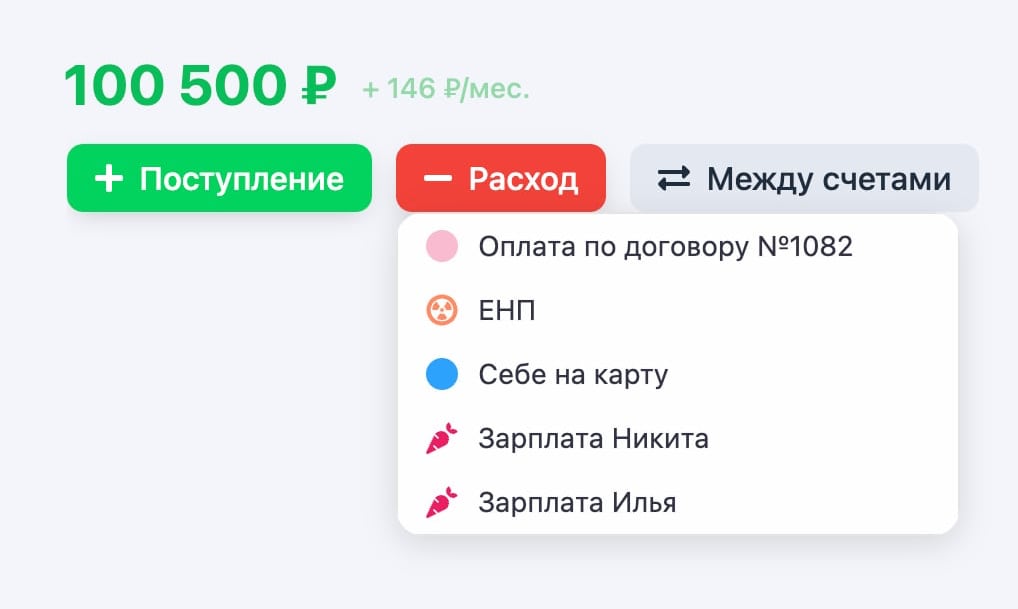 100 500 ₽ + 146 ₽/мес.
Поступление Расход Между счетами
Оплата по договору №1082
ЕНП
Себе на карту
Зарплата Никита
Зарплата Илья